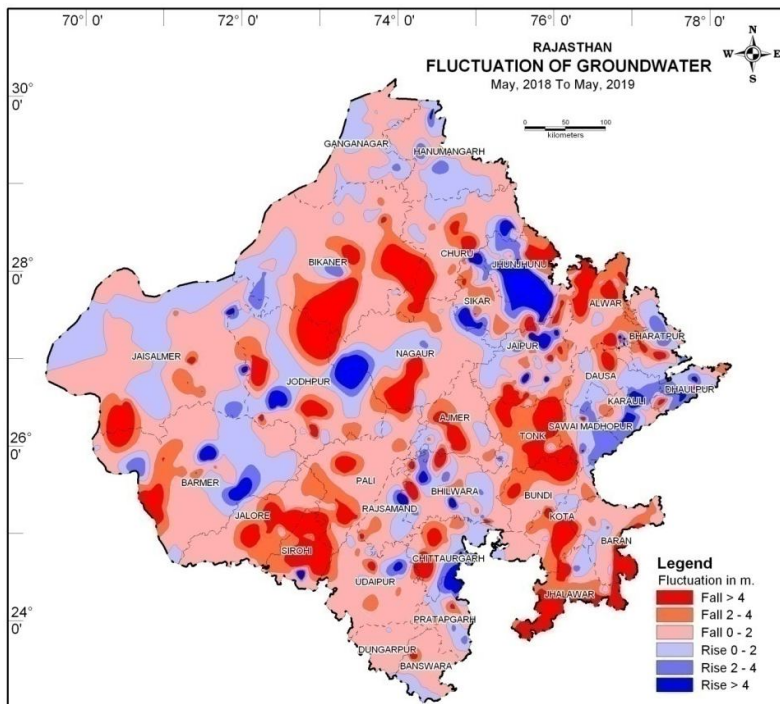 70° 0' 72° 0' 74° 0' 76° 0' 78° 0'
RAJASTHAN
FLUCTUATION OF GROUNDWATER
May, 2018 To May, 2019
N
W E
S
0 50 100
kilometers
30°
0'
GANGANAGAR
HANUMANGARH
28°
0'
BIKANER
CHURU
JHUNJHUNU
SIKAR
ALWAR
JAISALMER
NAGAUR
JAIPUR
BHARATPUR
JODHPUR
DAUSA
DHAULPUR
KARAULI
26°
0'
AJMER
TONK
SAWAI MADHOPUR
BARMER
PALI
BHILWARA
BUNDI
JALORE
RAJSAMAND
KOTA
BARAN
SIROHI
CHITTAURGARH
UDAIPUR
JHALAWAR
24°
0'
PRATAPGARH
DUNGARPUR
BANSWARA
Legend
Fluctuation in m.
Fall > 4
Fall 2 - 4
Fall 0 - 2
Rise 0 - 2
Rise 2 - 4
Rise > 4